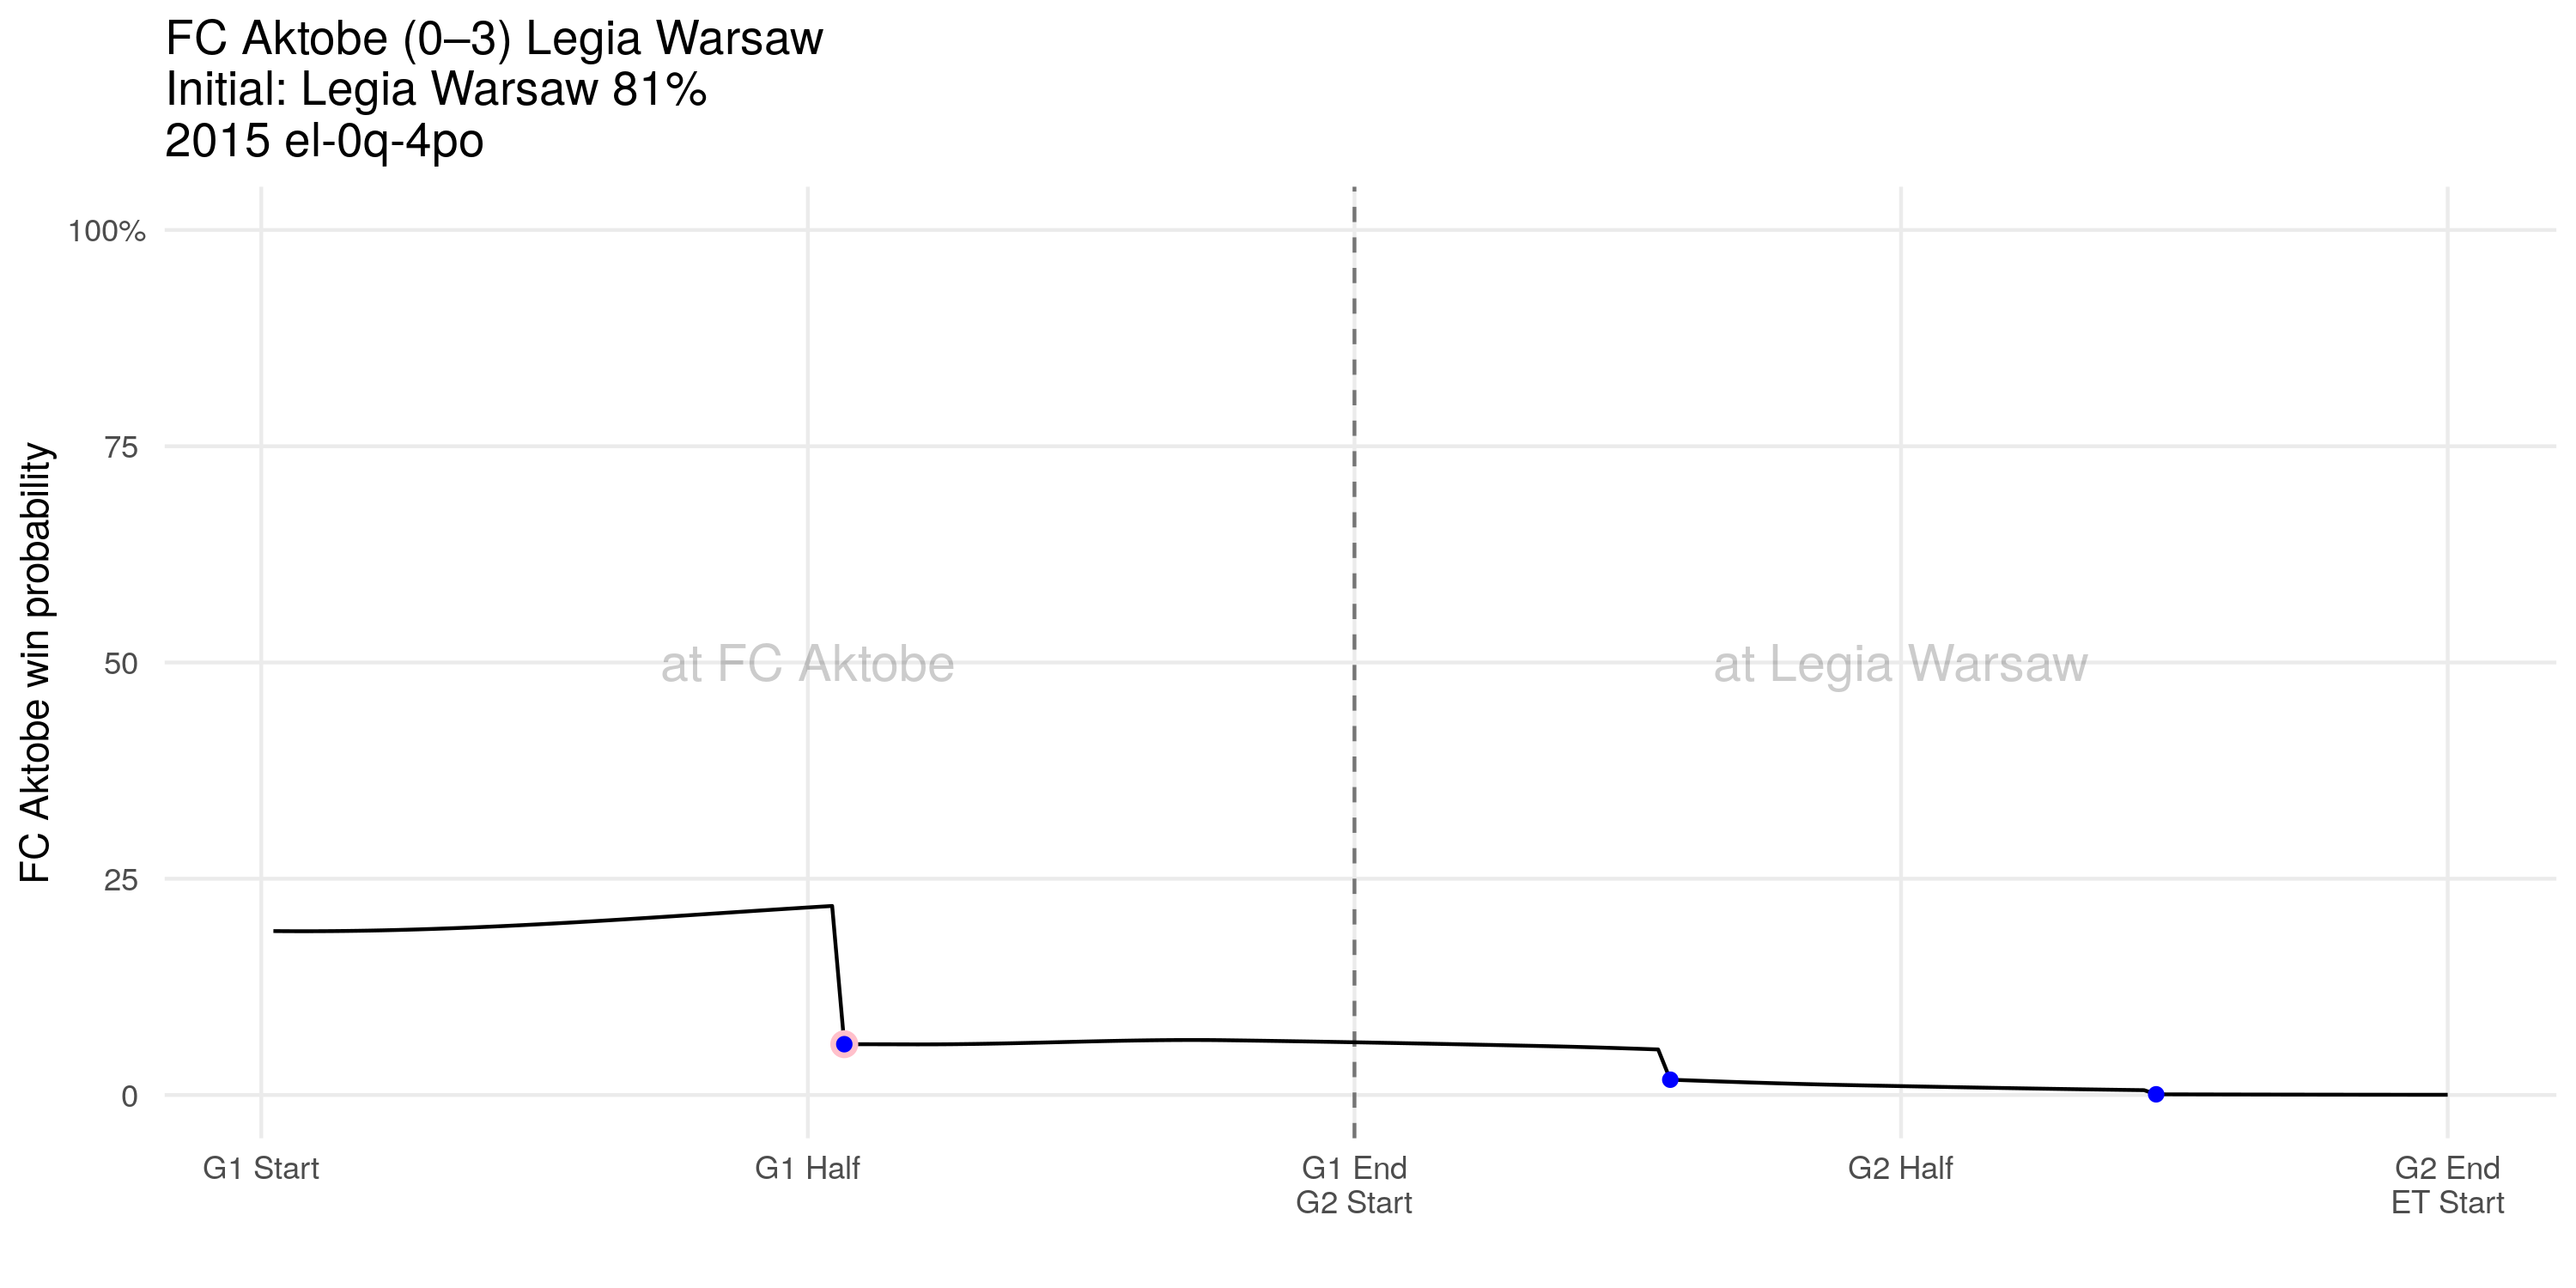 FC Aktobe (0–3) Legia Warsaw
Initial: Legia Warsaw 81%
2015 el-0q-4po
FC Aktobe win probability
100%
75
50
25
0
at FC Aktobe
at Legia Warsaw
G1 Start
G1 Half
G1 End
G2 Start
G2 Half
G2 End
ET Start